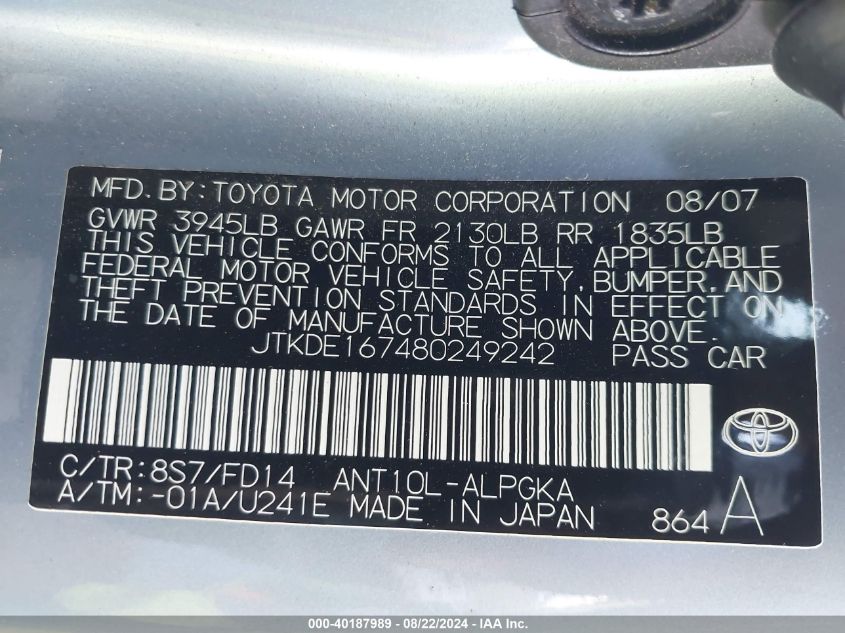 MFD. BY: TOYOTA MOTOR CORPORATION 08/07
GVWR 3945LB GAWR FR 2130LB RR 1835LB
THIS VEHICLE CONFORMS TO ALL APPLICABLE
FEDERAL MOTOR VEHICLE SAFETY, BUMPER, AND
THEFT PREVENTION STANDARDS IN EFFECT ON
THE DATE OF MANUFACTURE SHOWN ABOVE.
JTKDE167480249242 PASS CAR
C/TR: 8S7/FD14 ANT10L-ALPGKA
A/TM: -01A/U241E MADE IN JAPAN 864 A
000-40187989 - 08/22/2024 - IAA Inc.